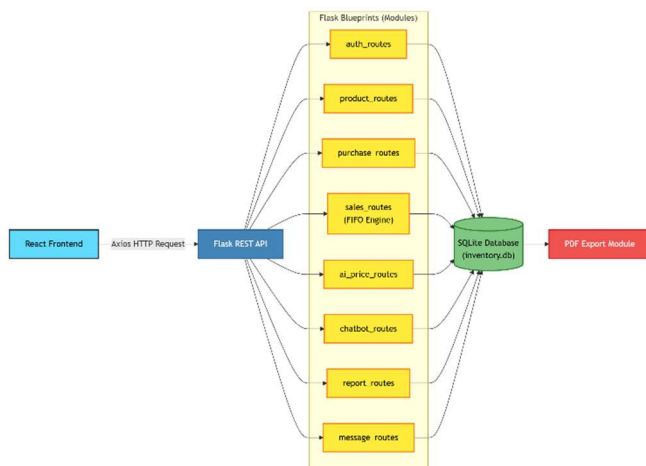 Flask Blueprints (Modules)
auth_routes
product_routes
purchase_routes
sales_routes
(FIFO Engine)
React Frontend
Axios HTTP Request
Flask REST API
SQLite Database
(inventory.db)
PDF Export Module
ai_price_routes
chatbot_routes
report_routes
message_routes